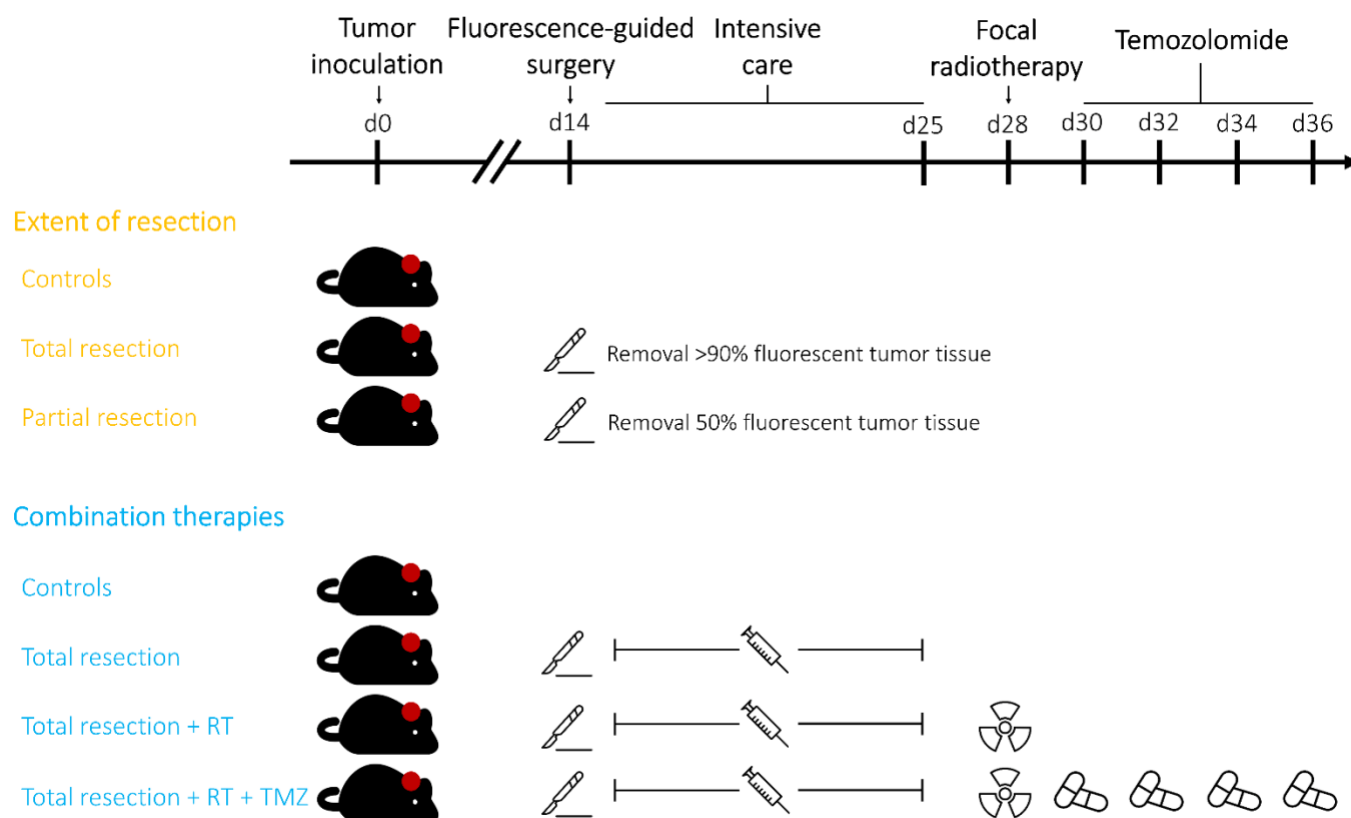 Tumor
inoculation
Fluorescence-guided
surgery
Intensive
care
Focal
radiotherapy
Temozolomide
d0
d14
d25
d28
d30
d32
d34
d36
Extent of resection
Controls
Total resection
Removal >90% fluorescent tumor tissue
Partial resection
Removal 50% fluorescent tumor tissue
Combination therapies
Controls
Total resection
Total resection + RT
Total resection + RT + TMZ